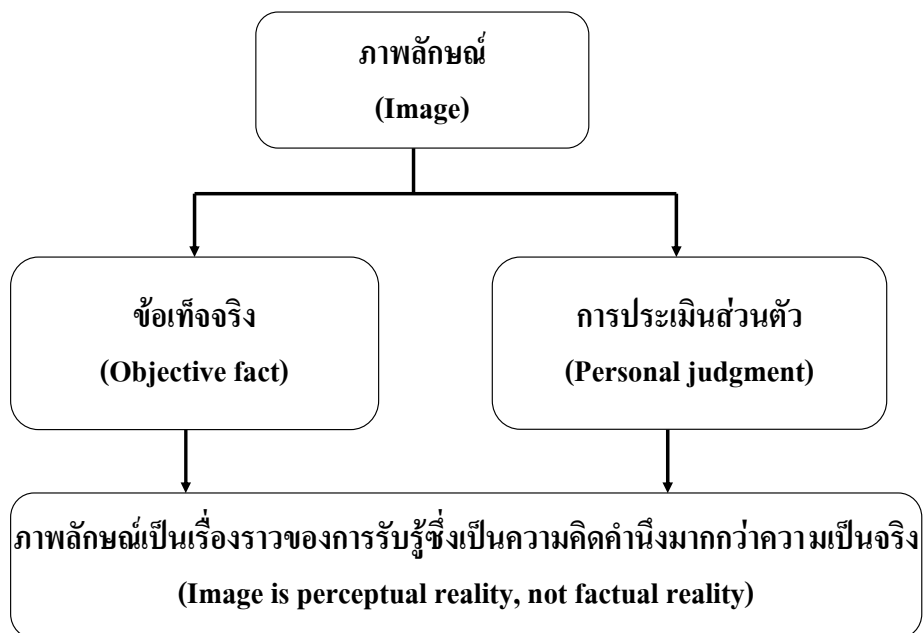 ภาพลักษณ์
(Image)
ข้อเท็จจริง
(Objective fact)
การประเมินส่วนตัว
(Personal judgment)
ภาพลักษณ์เป็นเรื่องราวของการรับรู้ซึ่งเป็นความคิดคำนึงมากกว่าความเป็นจริง
(Image is perceptual reality, not factual reality)